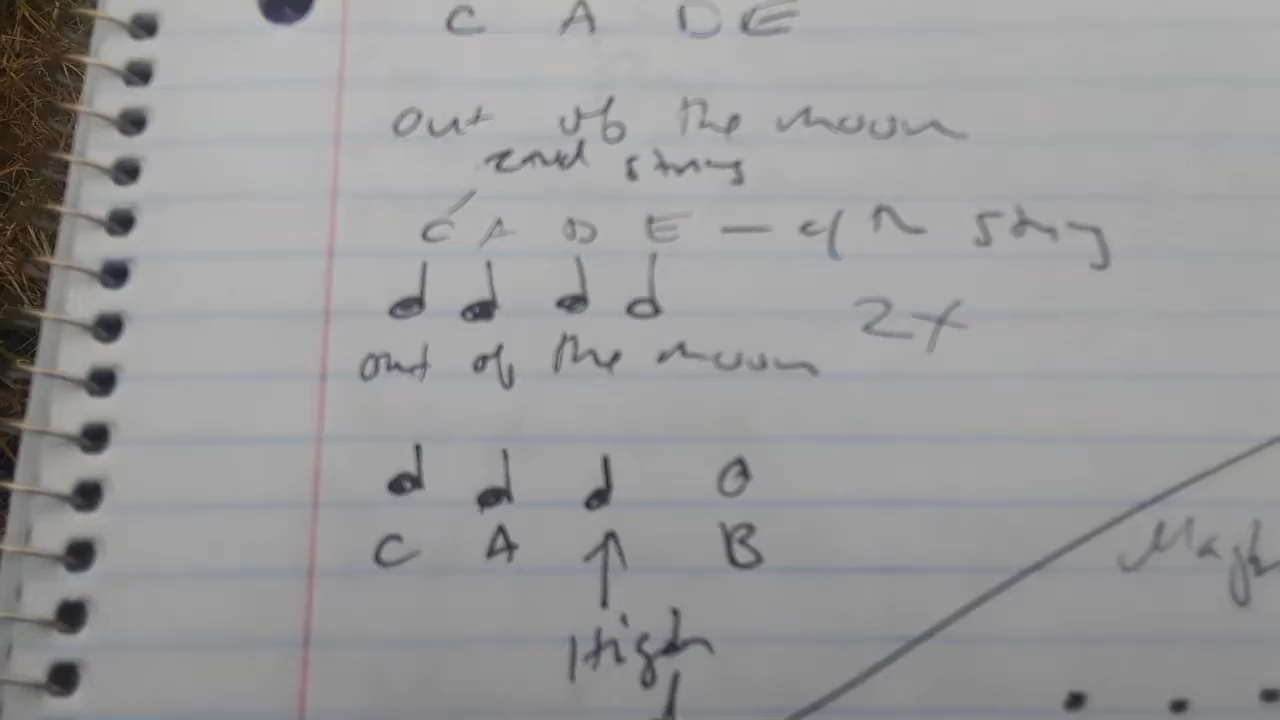 C A D E
out of the moon
2nd string
C A D E — 4th string
2x
out of the moon
C A B
High